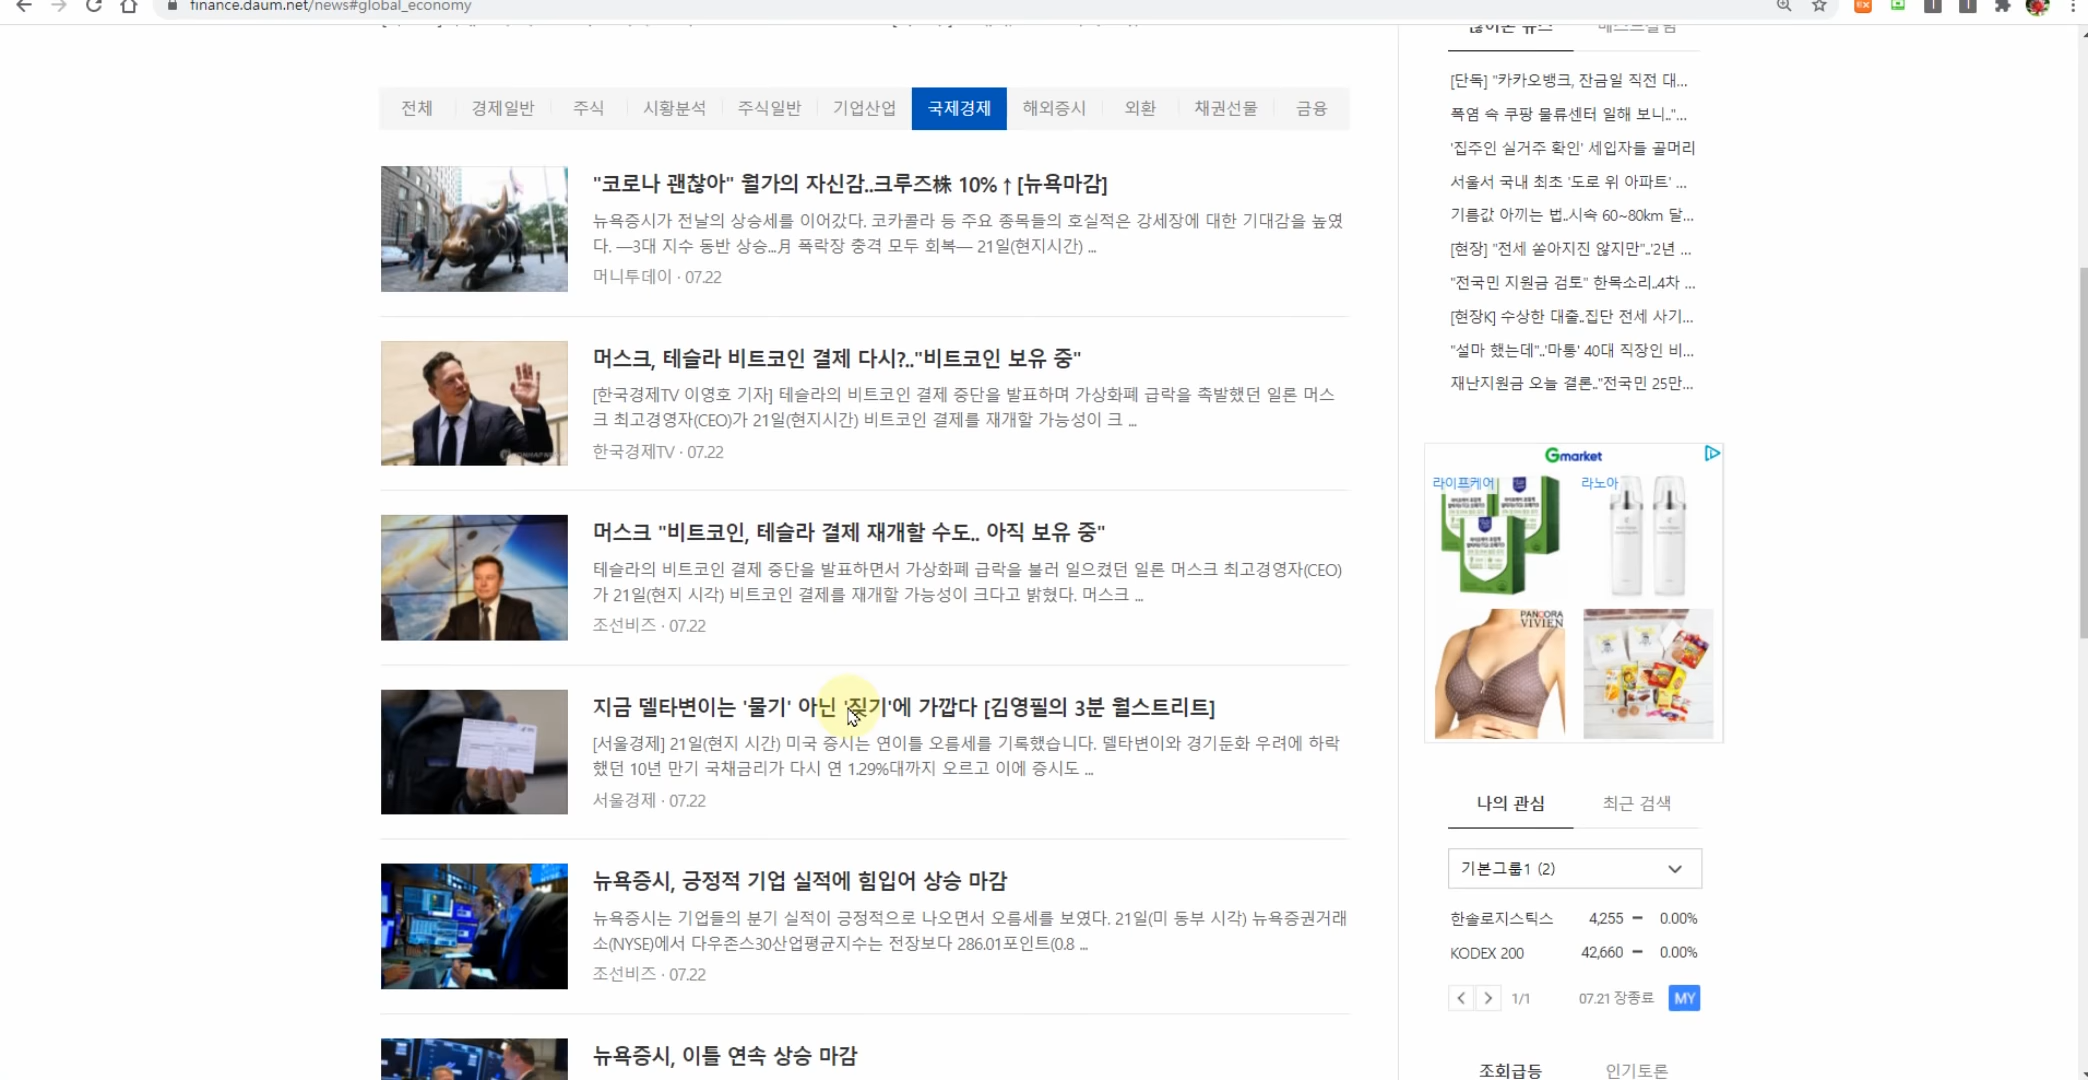 finance.daum.net/news#global_economy
전체 경제일반 주식 시황분석 주식일반 기업산업 국제경제 해외증시 외환 채권선물 금융
"코로나 괜찮아" 월가의 자신감..크루즈株 10%↑[뉴욕마감]
뉴욕증시가 전날의 상승세를 이어갔다. 코카콜라 등 주요 종목들의 호실적은 강세장에 대한 기대감을 높였
다. —3대 지수 동반 상승...月 폭락장 충격 모두 회복— 21일(현지시간) ...
머니투데이 · 07.22
머스크, 테슬라 비트코인 결제 다시?.."비트코인 보유 중"
[한국경제TV 이영호 기자] 테슬라의 비트코인 결제 중단을 발표하며 가상화폐 급락을 촉발했던 일론 머스
크 최고경영자(CEO)가 21일(현지시간) 비트코인 결제를 재개할 가능성이 크 ...
한국경제TV · 07.22
머스크 "비트코인, 테슬라 결제 재개할 수도.. 아직 보유 중"
테슬라의 비트코인 결제 중단을 발표하면서 가상화폐 급락을 불러 일으켰던 일론 머스크 최고경영자(CEO)
가 21일(현지 시각) 비트코인 결제를 재개할 가능성이 크다고 밝혔다. 머스크 ...
조선비즈 · 07.22
지금 델타변이는 '물기' 아닌 '짖기'에 가깝다 [김영필의 3분 월스트리트]
[서울경제] 21일(현지 시간) 미국 증시는 연이틀 오름세를 기록했습니다. 델타변이와 경기둔화 우려에 하락
했던 10년 만기 국채금리가 다시 연 1.29%대까지 오르고 이에 증시도 ...
서울경제 · 07.22
뉴욕증시, 긍정적 기업 실적에 힘입어 상승 마감
뉴욕증시는 기업들의 분기 실적이 긍정적으로 나오면서 오름세를 보였다. 21일(미 동부 시각) 뉴욕증권거래
소(NYSE)에서 다우존스30산업평균지수는 전장보다 286.01포인트(0.8 ...
조선비즈 · 07.22
뉴욕증시, 이틀 연속 상승 마감
[단독] "카카오뱅크, 잔금일 직전 대...
폭염 속 쿠팡 물류센터 일해 보니.."...
'집주인 실거주 확인' 세입자들 골머리
서울서 국내 최초 '도로 위 아파트' ...
기름값 아끼는 법..시속 60~80km 달...
[현장] "전세 쏟아지진 않지만"..'2년 ...
"전국민 지원금 검토" 한목소리..4차 ...
[현장K] 수상한 대출..집단 전세 사기...
"설마 했는데"..'마통' 40대 직장인 비...
재난지원금 오늘 결론.."전국민 25만...
Gmarket
라이프케어 라노아
PANCORA
VIVIEN
나의 관심 최근 검색
기본그룹1 (2)
한솔로지스틱스 4,255 – 0.00%
KODEX 200 42,660 – 0.00%
1/1 07.21 장종료 MY
조회급등 인기토론